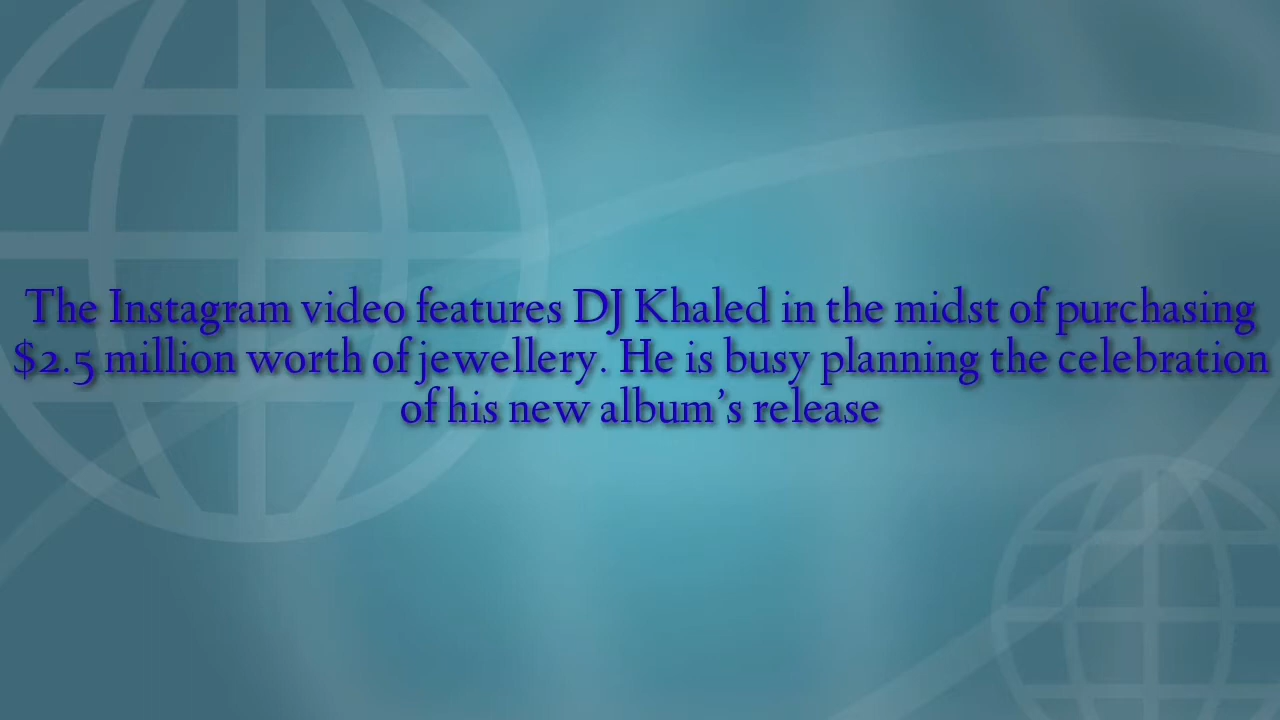 The Instagram video features DJ Khaled in the midst of purchasing
$2.5 million worth of jewellery. He is busy planning the celebration
of his new album’s release